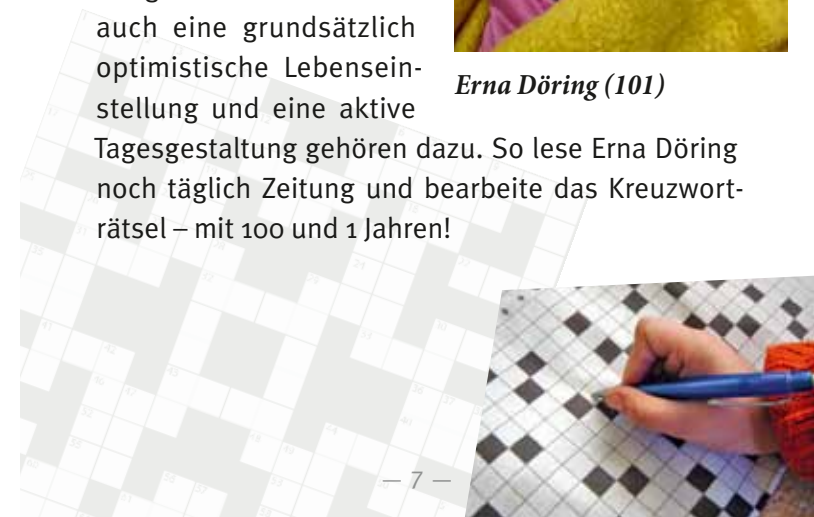 auch eine grundsätzlich
optimistische Lebensein-
stellung und eine aktive
Erna Döring (101)
Tagesgestaltung gehören dazu. So lese Erna Döring
noch täglich Zeitung und bearbeite das Kreuzwort-
rätsel – mit 100 und 1 Jahren!
— 7 —